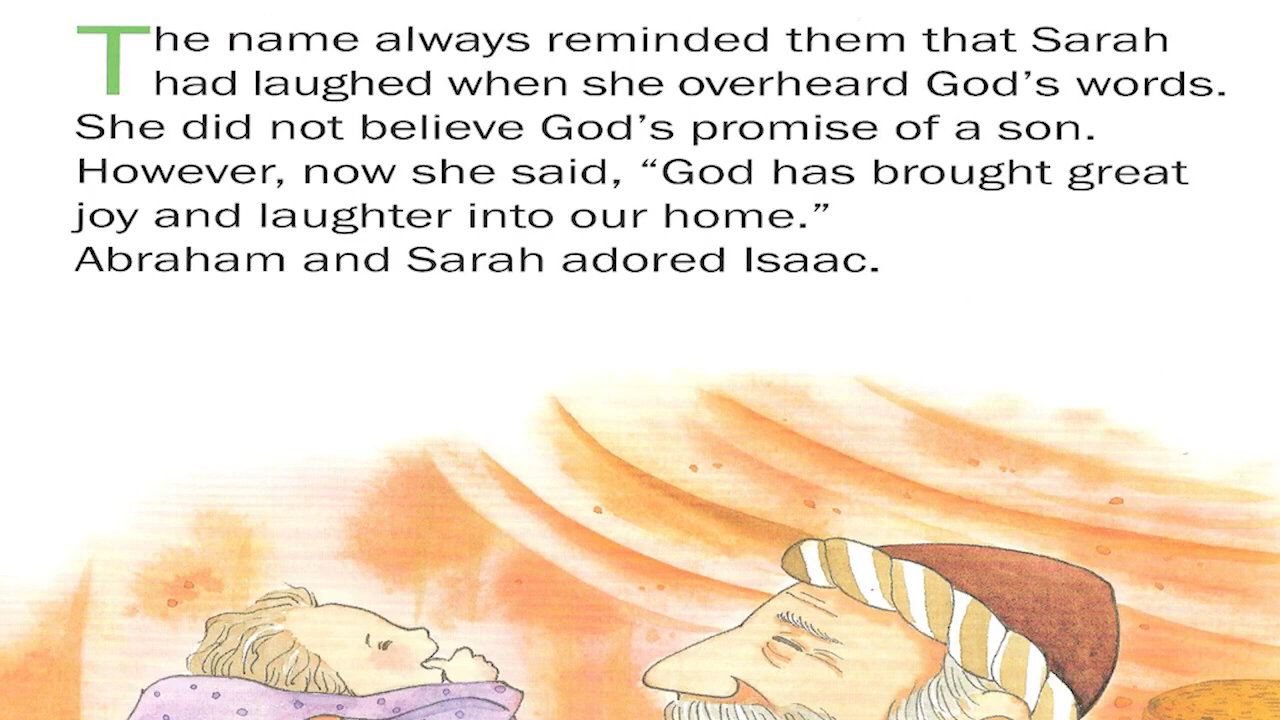 The name always reminded them that Sarah
had laughed when she overheard God's words.
She did not believe God's promise of a son.
However, now she said, “God has brought great
joy and laughter into our home.”
Abraham and Sarah adored Isaac.